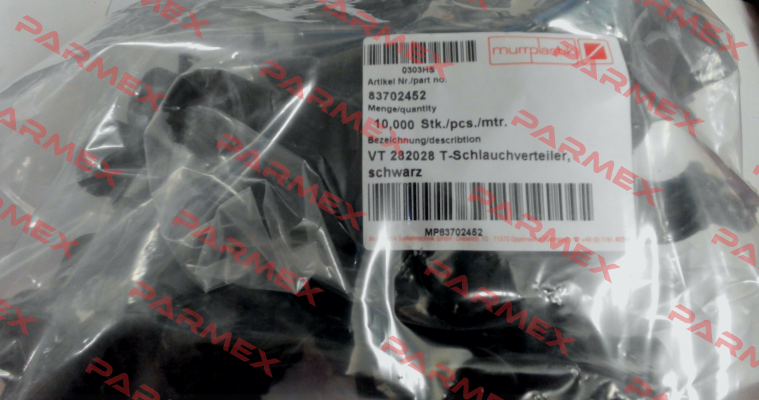 murrplastik
0303HS
Artikel Nr./part no.
83702452
Menge/quantity
10,000 Stk./pcs./mtr.
Bezeichnung/describtion
VT 282028 T-Schlauchverteiler,
schwarz
MP83702452
PARMEX